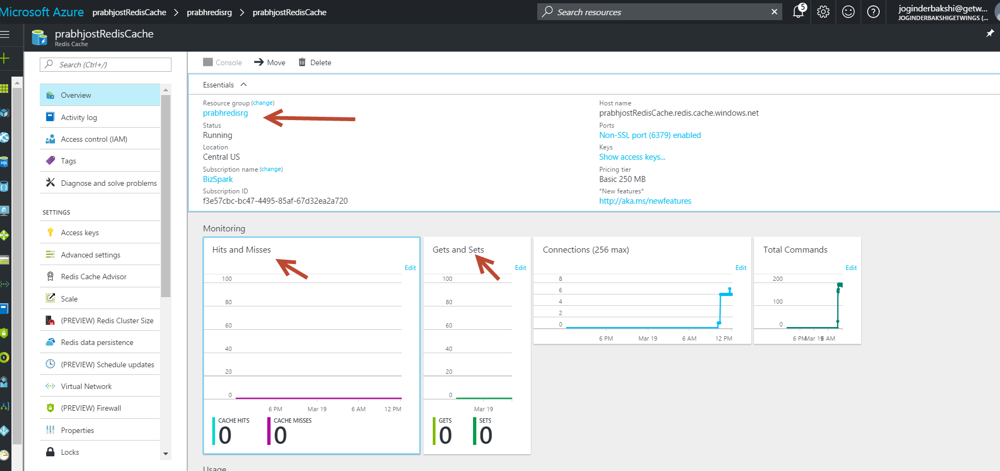 Microsoft Azure prabhjostRedisCache > prabhredisrg > prabhjostRedisCache
Search resources
5
joginderbakshi@getw...
JOGINDERBAKSHIGETWINGS (...
prabhjostRedisCache
Redis Cache
Search (Ctrl+/)
Overview
Activity log
Access control (IAM)
Tags
Diagnose and solve problems
SETTINGS
Access keys
Advanced settings
Redis Cache Advisor
Scale
(PREVIEW) Redis Cluster Size
Redis data persistence
(PREVIEW) Schedule updates
Virtual Network
(PREVIEW) Firewall
Properties
Locks
SQL
Console Move Delete
Essentials
Resource group (change)
prabhredisrg
Status
Running
Location
Central US
Subscription name (change)
BizSpark
Subscription ID
f3e57cbc-bc47-4495-85af-67d32ea2a720
Host name
prabhjostRedisCache.redis.cache.windows.net
Ports
Non-SSL port (6379) enabled
Keys
Show access keys...
Pricing tier
Basic 250 MB
*New features*
http://aka.ms/newfeatures
Monitoring
Hits and Misses
Edit
100
80
60
40
20
0
6 PM Mar 19 6 AM 12 PM
CACHE HITS
0
CACHE MISSES
0
Gets and Sets
Edit
100
80
60
40
20
0
Mar 19
GETS
0
SETS
0
Connections (256 max)
Edit
8
6
4
2
0
6 PM Mar 19 6 AM 12 PM
Total Commands
Edit
200
100
0
6 PM Mar 19 6 AM
Usage